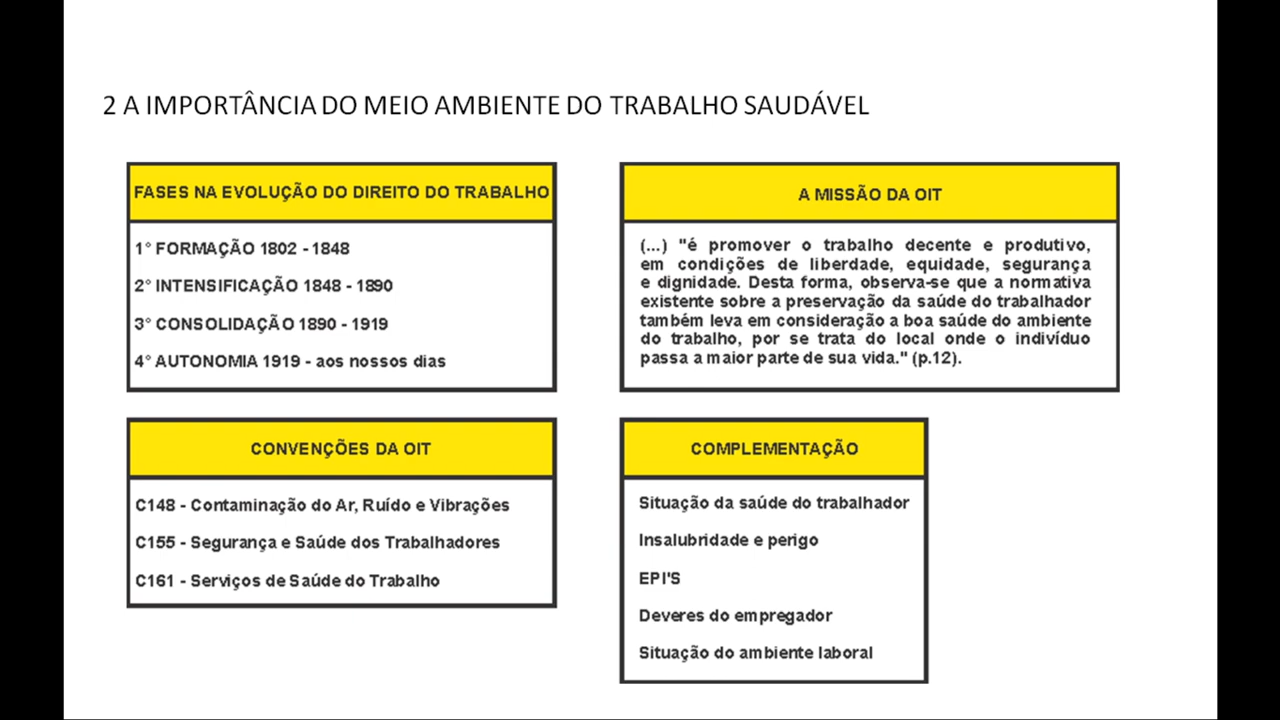 2 A IMPORTÂNCIA DO MEIO AMBIENTE DO TRABALHO SAUDÁVEL
FASES NA EVOLUÇÃO DO DIREITO DO TRABALHO
1° FORMAÇÃO 1802 - 1848
2° INTENSIFICAÇÃO 1848 - 1890
3° CONSOLIDAÇÃO 1890 - 1919
4° AUTONOMIA 1919 - aos nossos dias
A MISSÃO DA OIT
(...) "é promover o trabalho decente e produtivo,
em condições de liberdade, equidade, segurança
e dignidade. Desta forma, observa-se que a normativa
existente sobre a preservação da saúde do trabalhador
também leva em consideração a boa saúde do ambiente
do trabalho, por se trata do local onde o indivíduo
passa a maior parte de sua vida." (p.12).
CONVENÇÕES DA OIT
C148 - Contaminação do Ar, Ruído e Vibrações
C155 - Segurança e Saúde dos Trabalhadores
C161 - Serviços de Saúde do Trabalho
COMPLEMENTAÇÃO
Situação da saúde do trabalhador
Insalubridade e perigo
EPI'S
Deveres do empregador
Situação do ambiente laboral